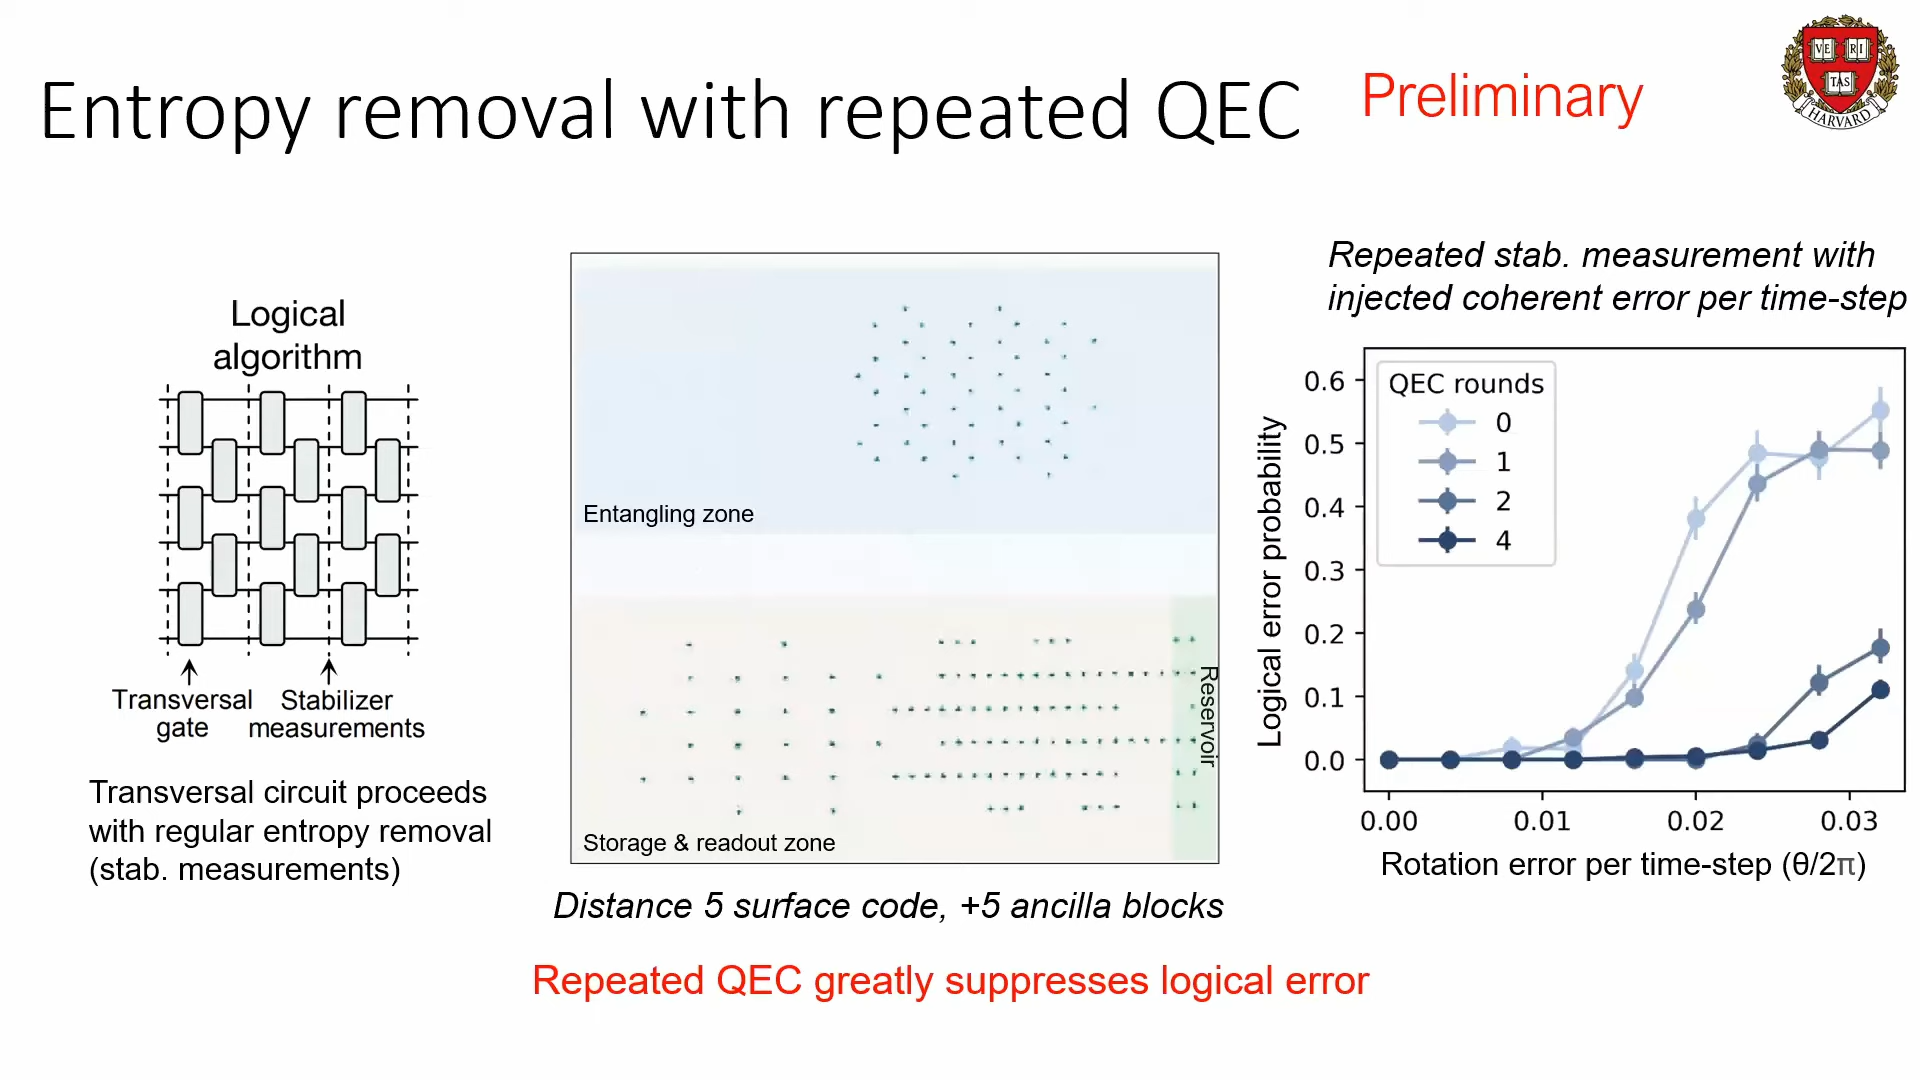 Entropy removal with repeated QEC
Preliminary
VE RI
TAS
HARVARD
Logical
algorithm
Transversal
gate
Stabilizer
measurements
Transversal circuit proceeds
with regular entropy removal
(stab. measurements)
Entangling zone
Reservoir
Storage & readout zone
Distance 5 surface code, +5 ancilla blocks
Repeated stab. measurement with
injected coherent error per time-step
Logical error probability
0.6
0.5
0.4
0.3
0.2
0.1
0.0
QEC rounds
0
1
2
4
0.00 0.01 0.02 0.03
Rotation error per time-step (θ/2π)
Repeated QEC greatly suppresses logical error